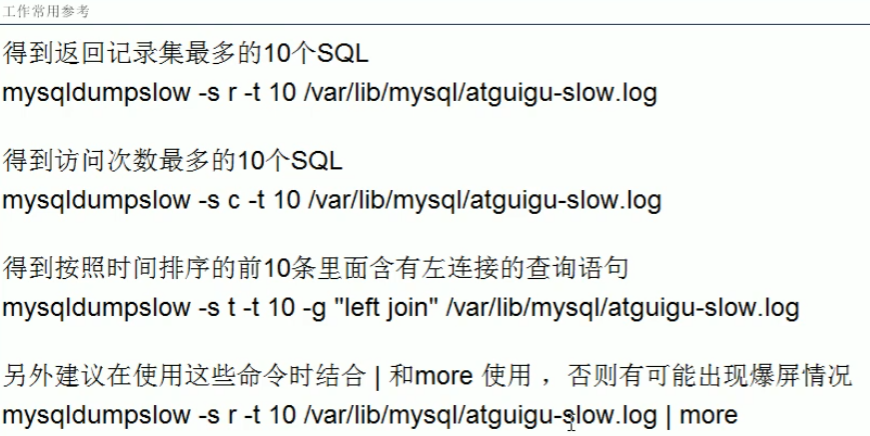 工作常用参考
得到返回记录集最多的10个SQL
mysqldumpslow -s r -t 10 /var/lib/mysql/atguigu-slow.log
得到访问次数最多的10个SQL
mysqldumpslow -s c -t 10 /var/lib/mysql/atguigu-slow.log
得到按照时间排序的前10条里面含有左连接的查询语句
mysqldumpslow -s t -t 10 -g "left join" /var/lib/mysql/atguigu-slow.log
另外建议在使用这些命令时结合 | 和more 使用 ，否则有可能出现爆屏情况
mysqldumpslow -s r -t 10 /var/lib/mysql/atguigu-slow.log | more